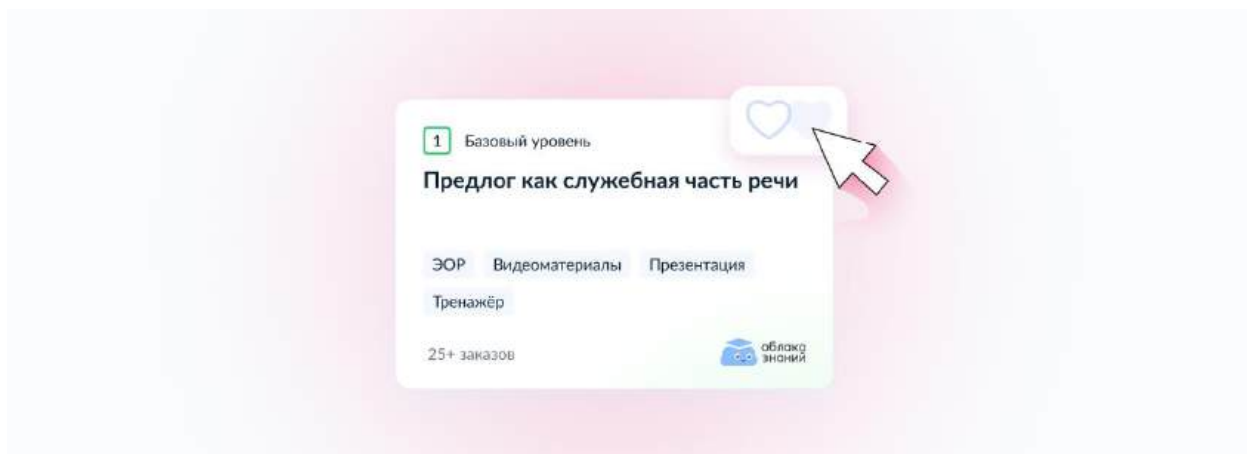 1 Базовый уровень
Предлог как служебная часть речи
ЭОР Видеоматериалы Презентация
Тренажёр
25+ заказов
облако
знаний